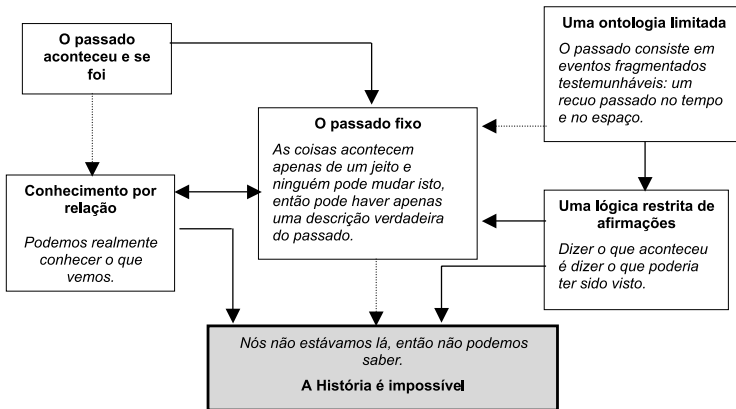 O passado
aconteceu e se
foi
Uma ontologia limitada
O passado consiste em
eventos fragmentados
testemunháveis: um
recuo passado no tempo
e no espaço.
O passado fixo
As coisas acontecem
apenas de um jeito e
ninguém pode mudar isto,
então pode haver apenas
uma descrição verdadeira
do passado.
Conhecimento por
relação
Podemos realmente
conhecer o que
vemos.
Uma lógica restrita de
afirmações
Dizer o que aconteceu
é dizer o que poderia
ter sido visto.
Nós não estávamos lá, então não podemos
saber.
A História é impossível